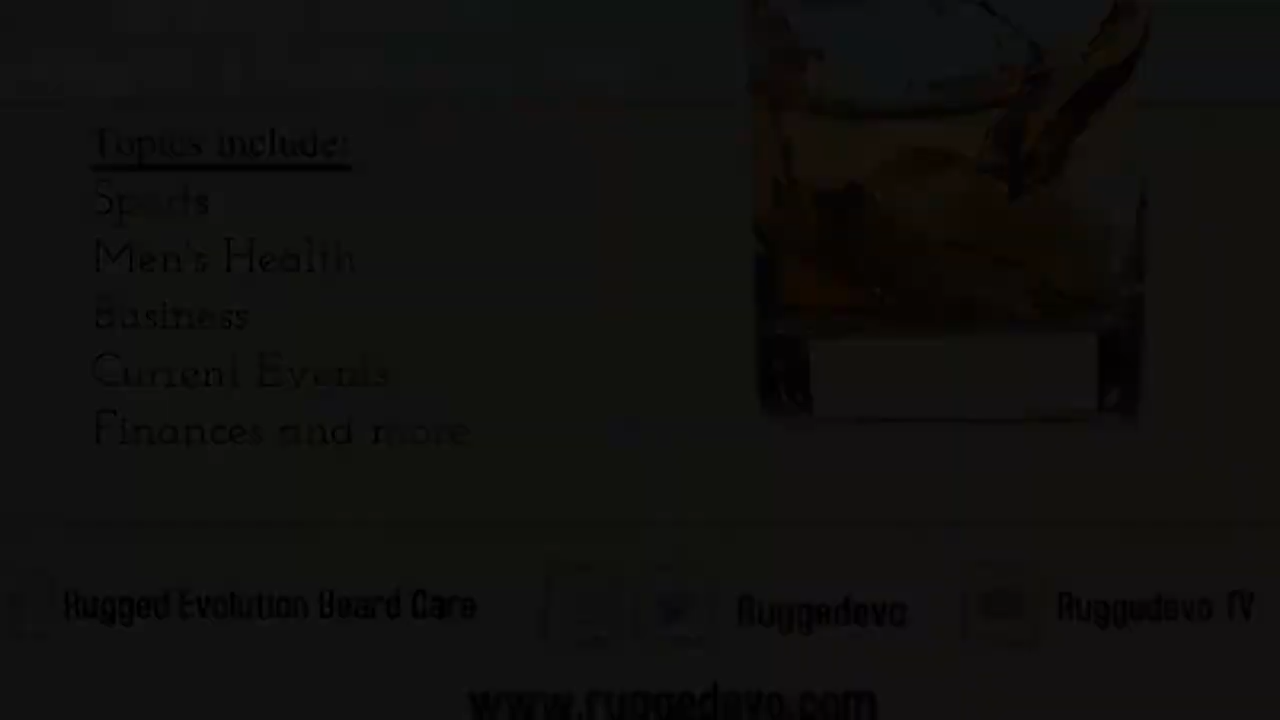 Topics include:
Sports
Men's Health
Business
Current Events
Finances and more
Rugged Evolution Beard Care
Ruggedevo
Ruggedevo TV
www.ruggedevo.com